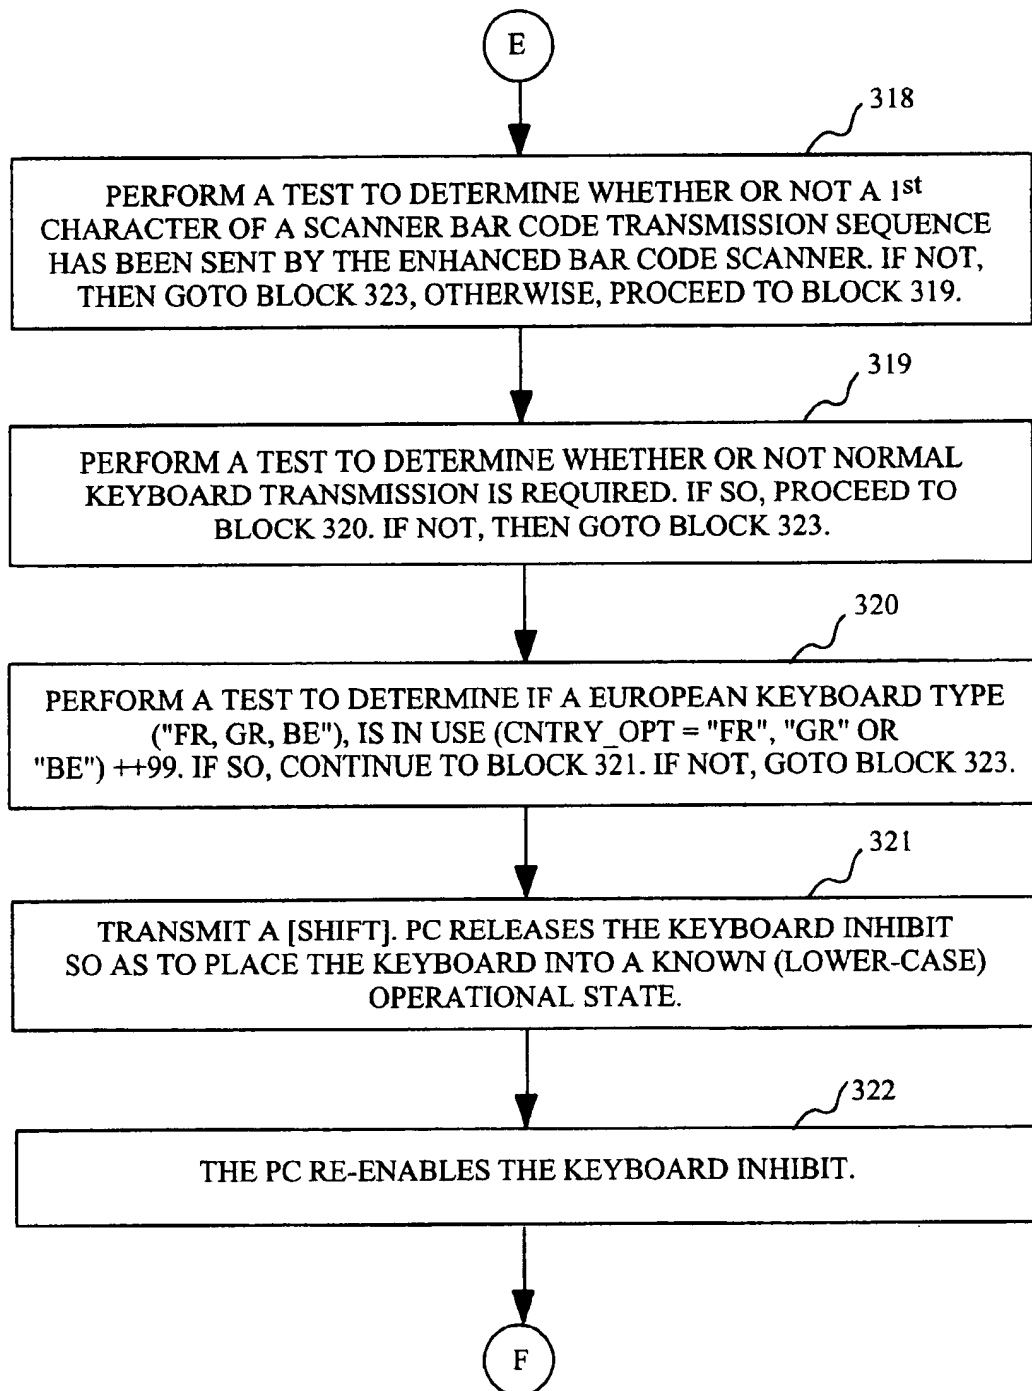 E
318
PERFORM A TEST TO DETERMINE WHETHER OR NOT A 1st
CHARACTER OF A SCANNER BAR CODE TRANSMISSION SEQUENCE
HAS BEEN SENT BY THE ENHANCED BAR CODE SCANNER. IF NOT,
THEN GOTO BLOCK 323, OTHERWISE, PROCEED TO BLOCK 319.
319
PERFORM A TEST TO DETERMINE WHETHER OR NOT NORMAL
KEYBOARD TRANSMISSION IS REQUIRED. IF SO, PROCEED TO
BLOCK 320. IF NOT, THEN GOTO BLOCK 323.
320
PERFORM A TEST TO DETERMINE IF A EUROPEAN KEYBOARD TYPE
("FR, GR, BE"), IS IN USE (CNTRY_OPT = "FR", "GR" OR
"BE") ++99. IF SO, CONTINUE TO BLOCK 321. IF NOT, GOTO BLOCK 323.
321
TRANSMIT A [SHIFT]. PC RELEASES THE KEYBOARD INHIBIT
SO AS TO PLACE THE KEYBOARD INTO A KNOWN (LOWER-CASE)
OPERATIONAL STATE.
322
THE PC RE-ENABLES THE KEYBOARD INHIBIT.
F